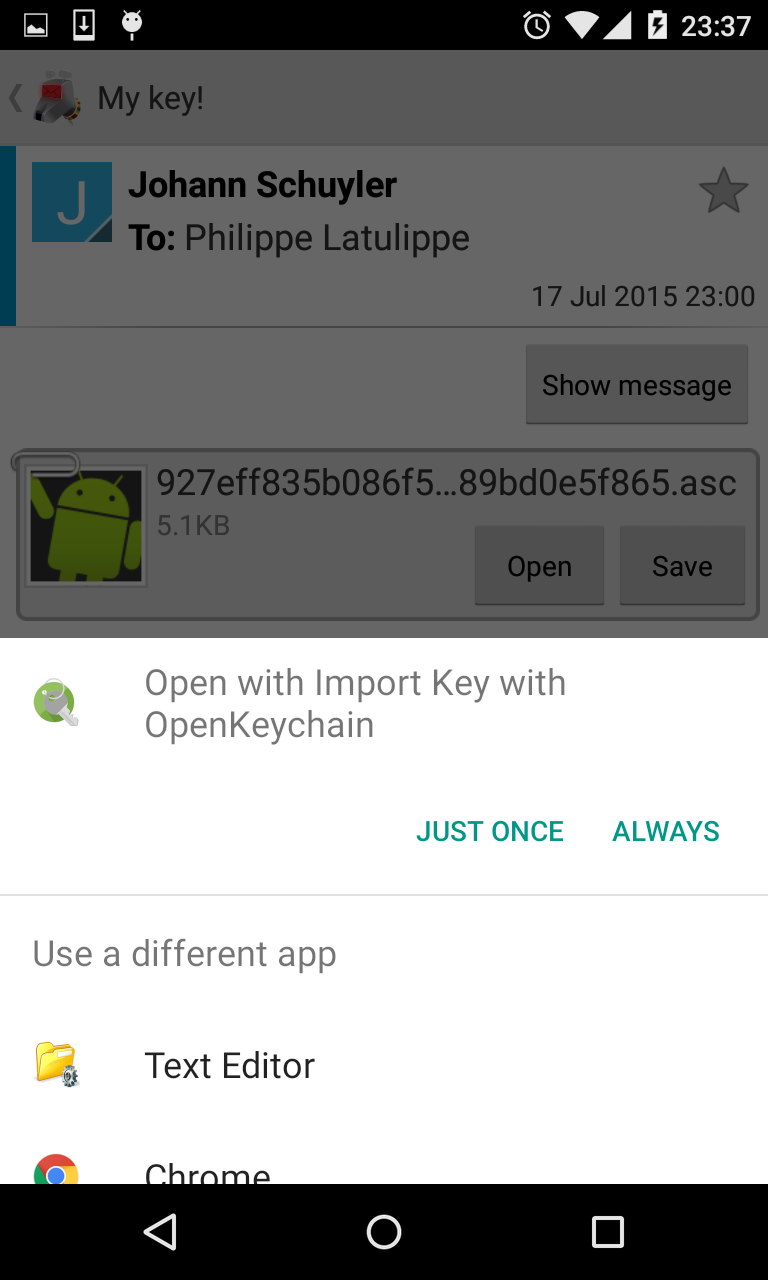 23:37
My key!
J
Johann Schuyler
To: Philippe Latulippe
17 Jul 2015 23:00
Show message
927eff835b086f5…89bd0e5f865.asc
5.1KB
Open Save
Open with Import Key with
OpenKeychain
JUST ONCE ALWAYS
Use a different app
Text Editor
Chrome